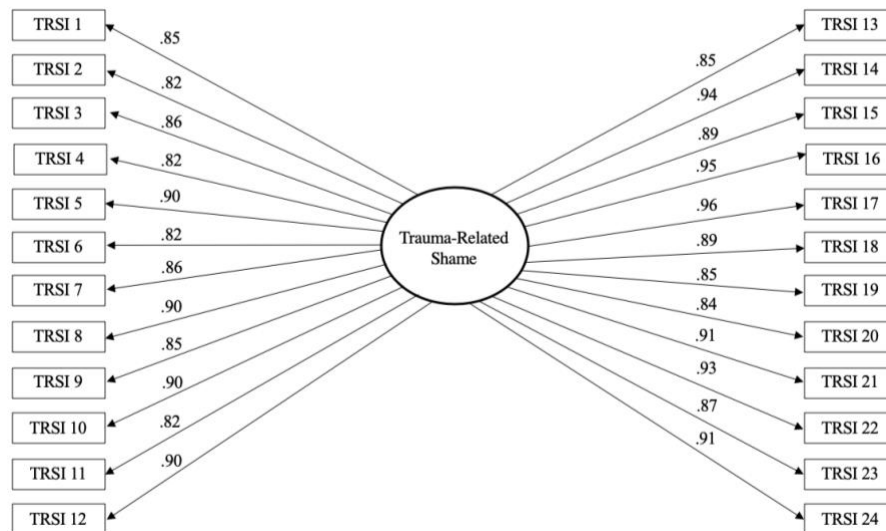 TRSI 1
TRSI 2
TRSI 3
TRSI 4
TRSI 5
TRSI 6
TRSI 7
TRSI 8
TRSI 9
TRSI 10
TRSI 11
TRSI 12
.85
.82
.86
.82
.90
.82
.86
.90
.85
.90
.82
.90
Trauma-Related
Shame
.85
.94
.89
.95
.96
.89
.85
.84
.91
.93
.87
.91
TRSI 13
TRSI 14
TRSI 15
TRSI 16
TRSI 17
TRSI 18
TRSI 19
TRSI 20
TRSI 21
TRSI 22
TRSI 23
TRSI 24